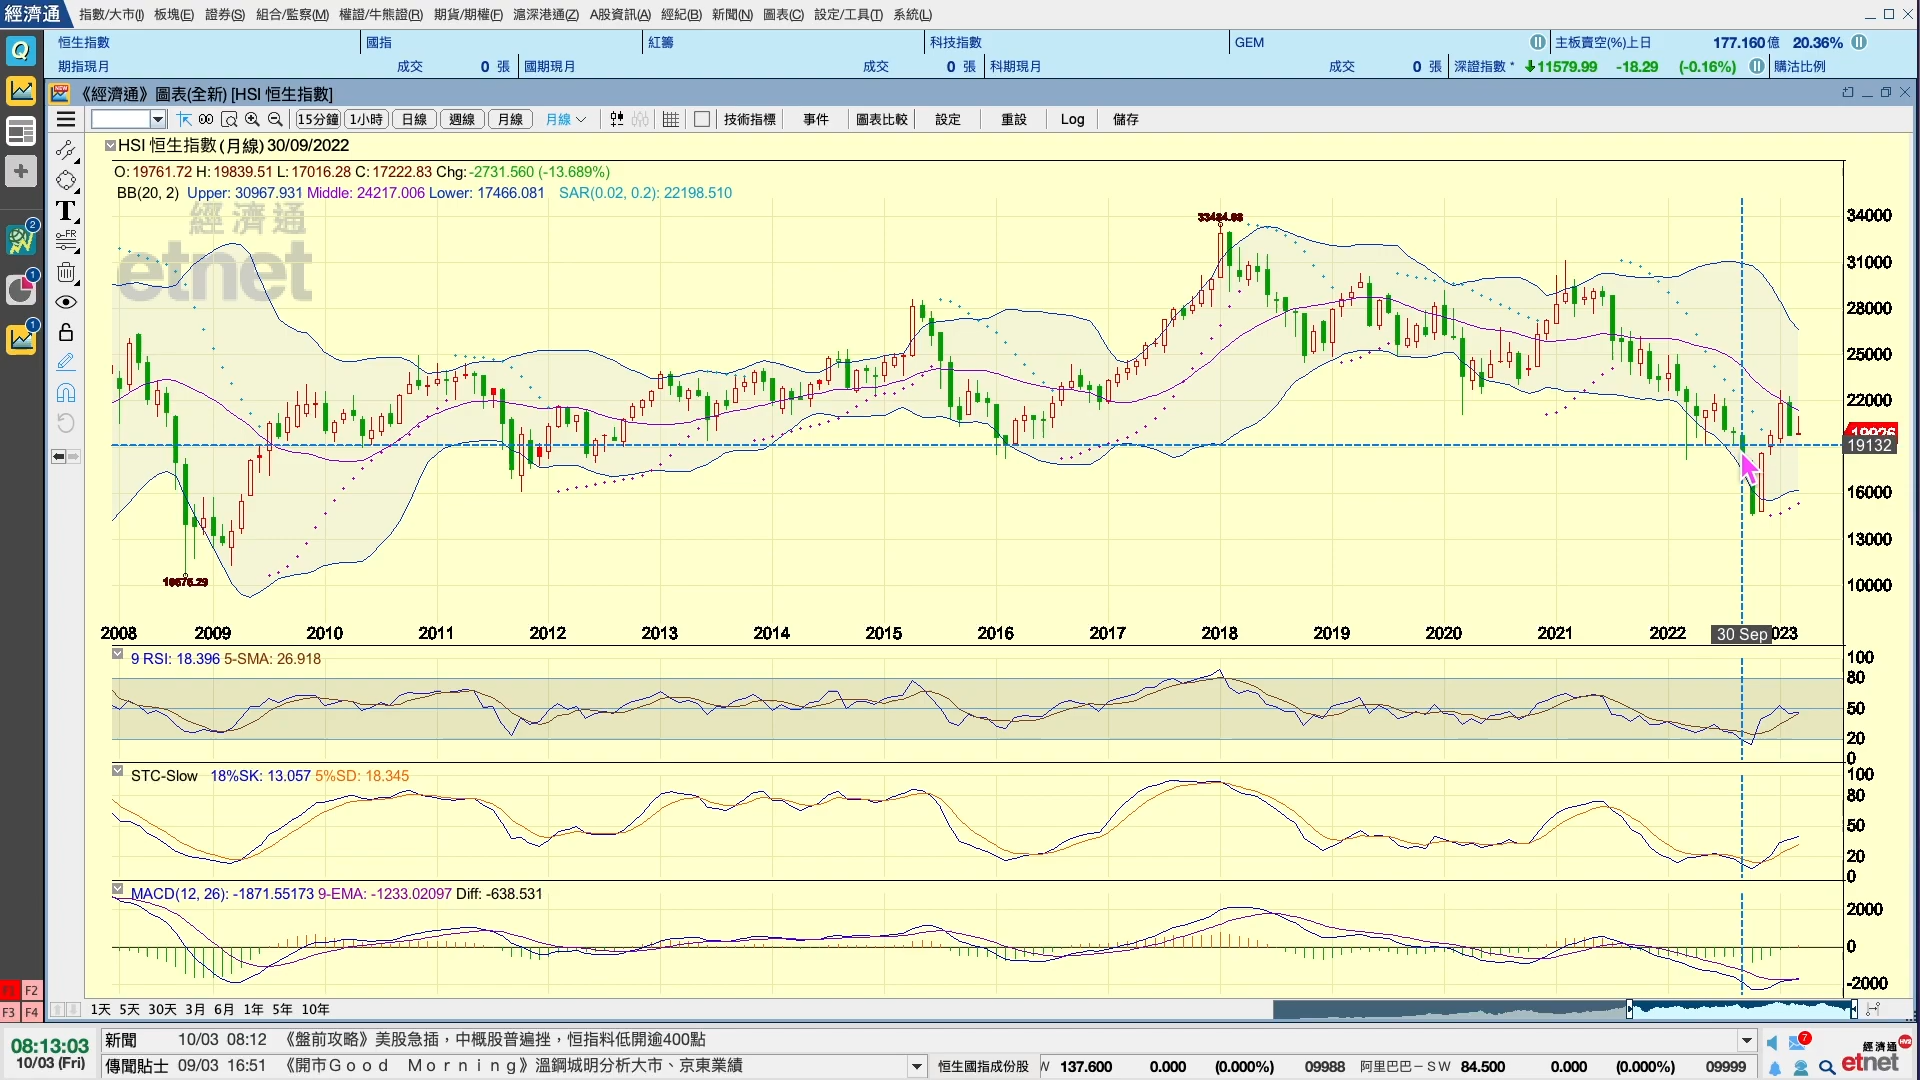 經濟通 指數/大市(I) 板塊(E) 證券(S) 組合/監察(M) 權證/牛熊證(R) 期貨/期權(F) 滬深港通(Z) A股資訊(A) 經紀(B) 新聞(N) 圖表(C) 設定/工具(T) 系統(L)
恒生指數 國指 紅籌 科技指數 GEM 主板賣空(%)上日 177.160億 20.36%
期指現月 成交 0 張 國期現月 成交 0 張 科期現月 成交 0 張 深證指數* 11579.99 -18.29 (-0.16%) 購沽比例
《經濟通》圖表(全新) [HSI 恒生指數]
15分鐘 1小時 日線 週線 月線 月線 技術指標 事件 圖表比較 設定 重設 Log 儲存
HSI 恒生指數(月線) 30/09/2022
O: 19761.72 H: 19839.51 L: 17016.28 C: 17222.83 Chg: -2731.560 (-13.689%)
BB(20, 2) Upper: 30967.931 Middle: 24217.006 Lower: 17466.081 SAR(0.02, 0.2): 22198.510
經濟通
etnet
33484.08
34000
31000
28000
25000
22000
19926
19132
16000
13000
10000
10676.29
2008 2009 2010 2011 2012 2013 2014 2015 2016 2017 2018 2019 2020 2021 2022 30 Sep 023
9 RSI: 18.396 5-SMA: 26.918
100
80
50
20
0
STC-Slow 18%SK: 13.057 5%SD: 18.345
100
80
50
20
0
MACD(12, 26): -1871.55173 9-EMA: -1233.02097 Diff: -638.531
2000
0
-2000
1天 5天 30天 3月 6月 1年 5年 10年
2
1
1
T
FR
F1 F2
F3 F4
08:13:03
10/03 (Fri)
新聞 10/03 08:12 《盤前攻略》美股急插，中概股普遍挫，恒指料低開逾400點
傳聞貼士 09/03 16:51 《開市Ｇｏｏｄ　Ｍｏｒｎｉｎｇ》溫鋼城明分析大市、京東業績
恒生國指成份股 W 137.600 0.000 (0.000%) 09988 阿里巴巴－ＳＷ 84.500 0.000 (0.000%) 09999
7
經濟通
etnet